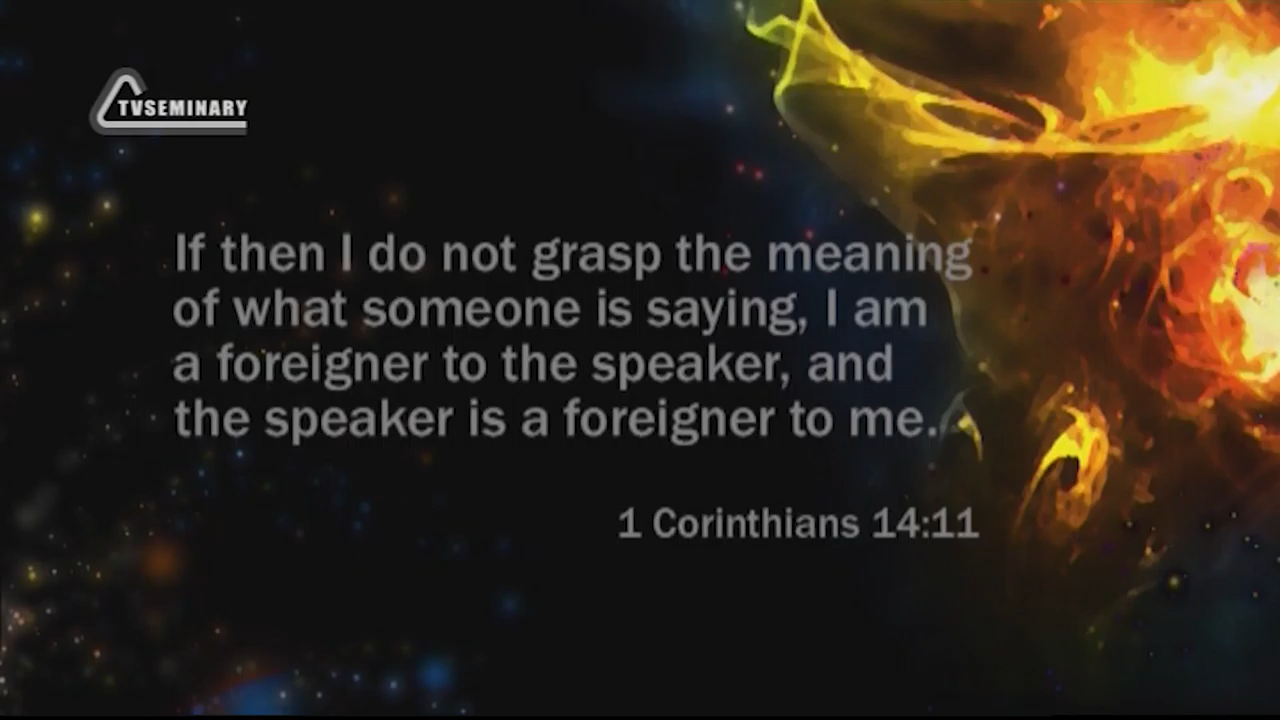 TVSEMINARY
If then I do not grasp the meaning
of what someone is saying, I am
a foreigner to the speaker, and
the speaker is a foreigner to me.
1 Corinthians 14:11